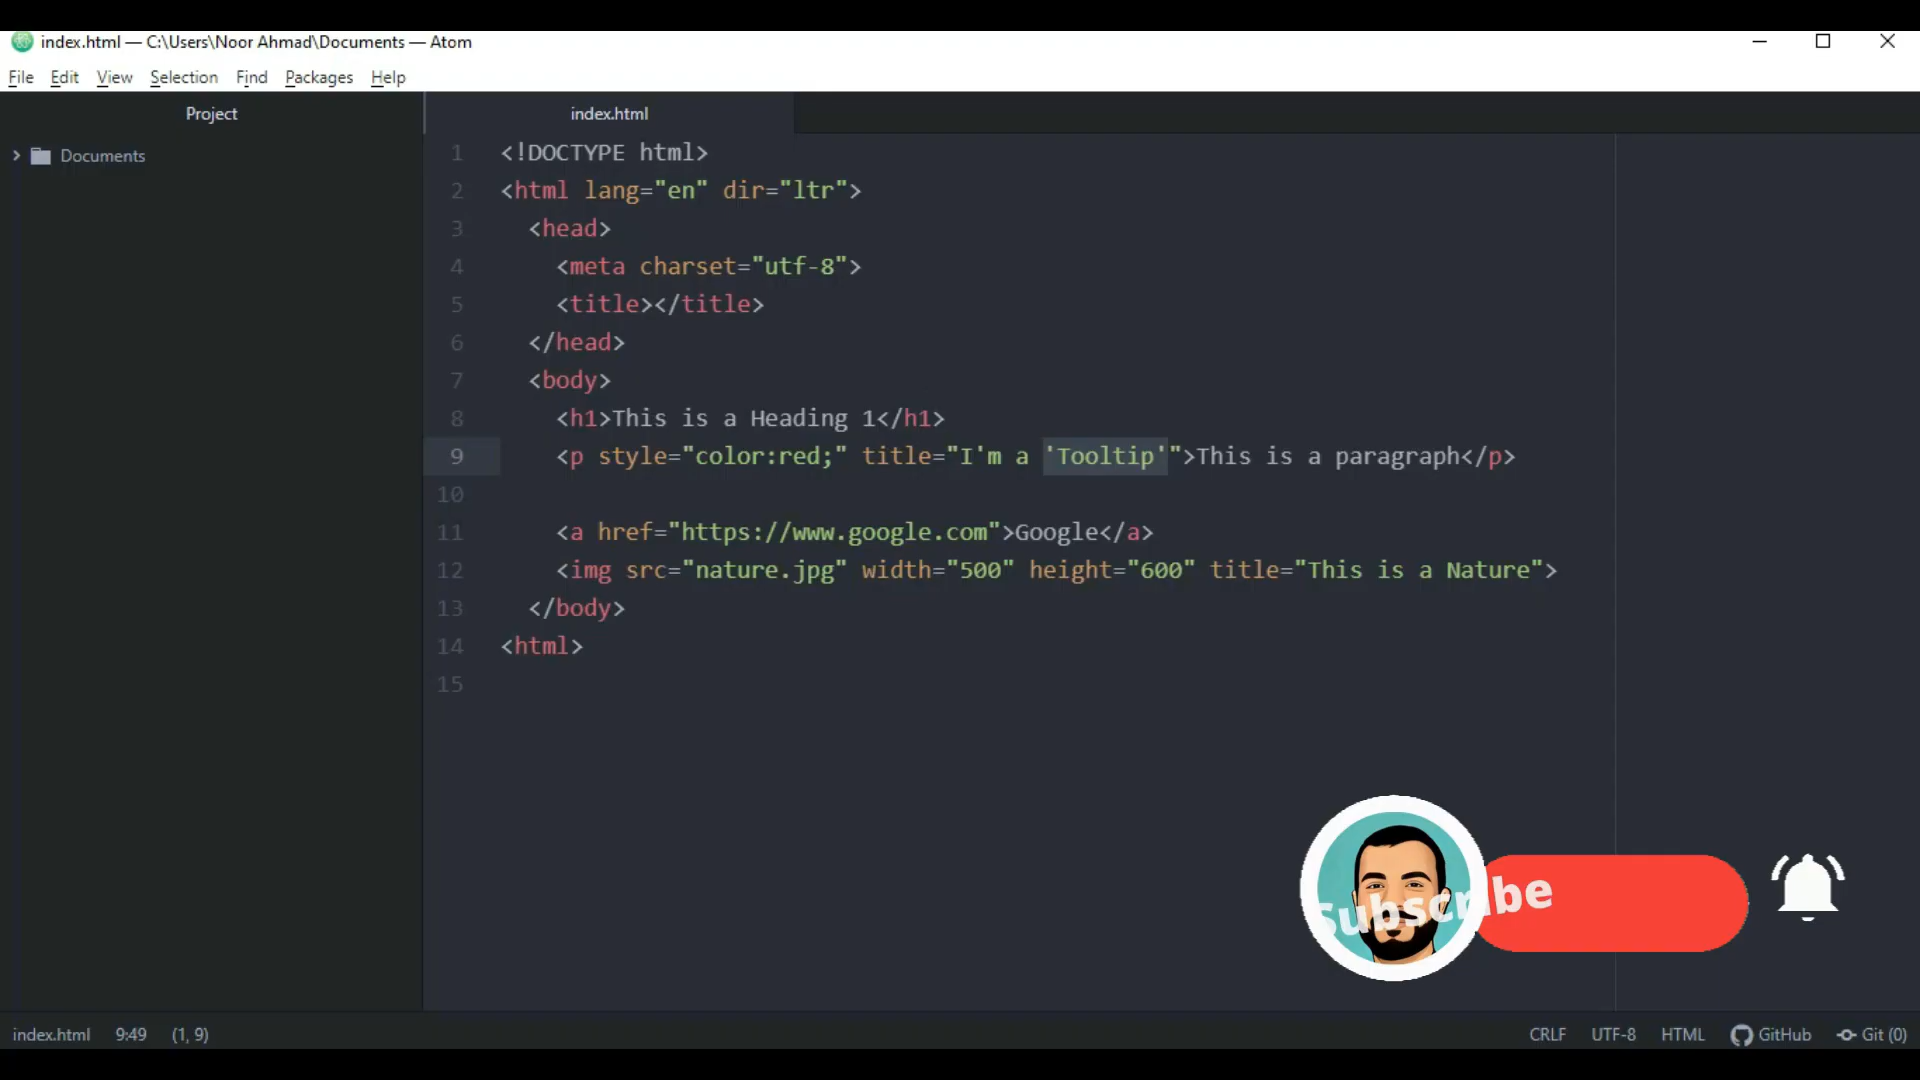 index.html — C:\Users\Noor Ahmad\Documents — Atom
File Edit View Selection Find Packages Help
Project
index.html
Documents
1 <!DOCTYPE html>
2 <html lang="en" dir="ltr">
3 <head>
4 <meta charset="utf-8">
5 <title></title>
6 </head>
7 <body>
8 <h1>This is a Heading 1</h1>
9 <p style="color:red;" title="I'm a 'Tooltip'">This is a paragraph</p>
10
11 <a href="https://www.google.com">Google</a>
12 <img src="nature.jpg" width="500" height="600" title="This is a Nature">
13 </body>
14 <html>
15
Subscribe
index.html 9:49 (1, 9) CRLF UTF-8 HTML GitHub Git (0)